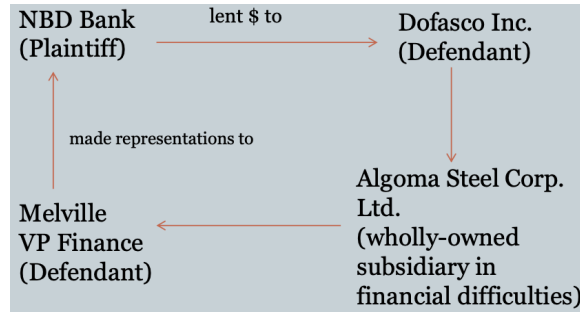 NBD Bank
(Plaintiff)
lent $ to
Dofasco Inc.
(Defendant)
made representations to
Algoma Steel Corp.
Ltd.
(wholly-owned
subsidiary in
financial difficulties)
Melville
VP Finance
(Defendant)